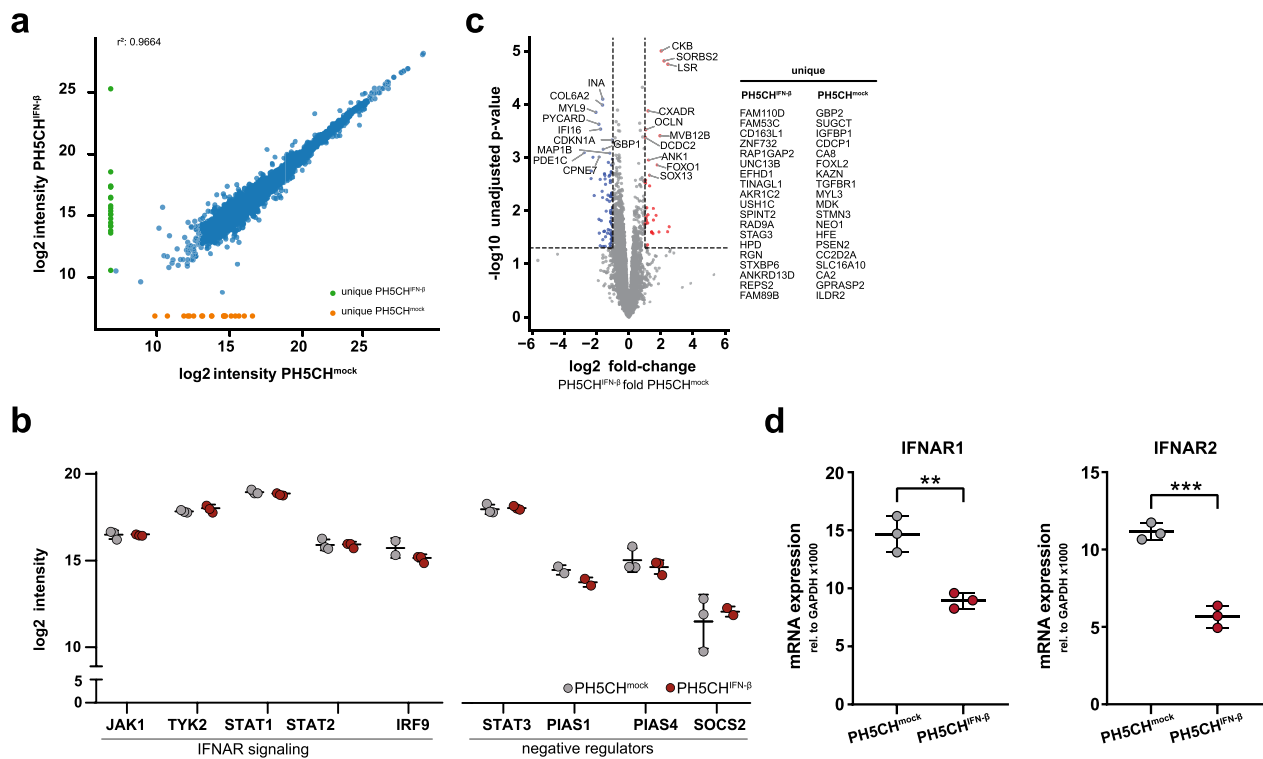 a
r²: 0.9664
log2 intensity PH5CH^IFN-β
25
20
15
10
unique PH5CH^IFN-β
unique PH5CH^mock
10
15
20
25
log2 intensity PH5CH^mock
c
-log10 unadjusted p-value
5
4
3
2
1
0
CKB
SORBS2
LSR
INA
COL6A2
MYL9
PYCARD
IFI16
CDKN1A
MAP1B
PDE1C
CPNE7
GBP1
CXADR
OCLN
MVB12B
DCDC2
ANK1
FOXO1
SOX13
−6
−4
−2
0
2
4
6
log2 fold-change
PH5CH^IFN-β fold PH5CH^mock
unique
PH5CH^IFN-β PH5CH^mock
FAM110D GBP2
FAM53C SUGCT
CD163L1 IGFBP1
ZNF732 CDCP1
RAP1GAP2 CA8
UNC13B FOXL2
EFHD1 KAZN
TINAGL1 TGFBR1
AKR1C2 MYL3
USH1C MDK
SPINT2 STMN3
RAD9A NEO1
STAG3 HFE
HPD PSEN2
RGN CC2D2A
STXBP6 SLC16A10
ANKRD13D CA2
REPS2 GPRASP2
FAM89B ILDR2
b
log2 intensity
20
15
10
5
0
PH5CH^mock
PH5CH^IFN-β
JAK1
TYK2
STAT1
STAT2
IRF9
IFNAR signaling
STAT3
PIAS1
PIAS4
SOCS2
negative regulators
d
IFNAR1
mRNA expression
rel. to GAPDH x1000
20
15
10
5
0
**
PH5CH^mock
PH5CH^IFN-β
IFNAR2
mRNA expression
rel. to GAPDH x1000
15
10
5
0
***
PH5CH^mock
PH5CH^IFN-β